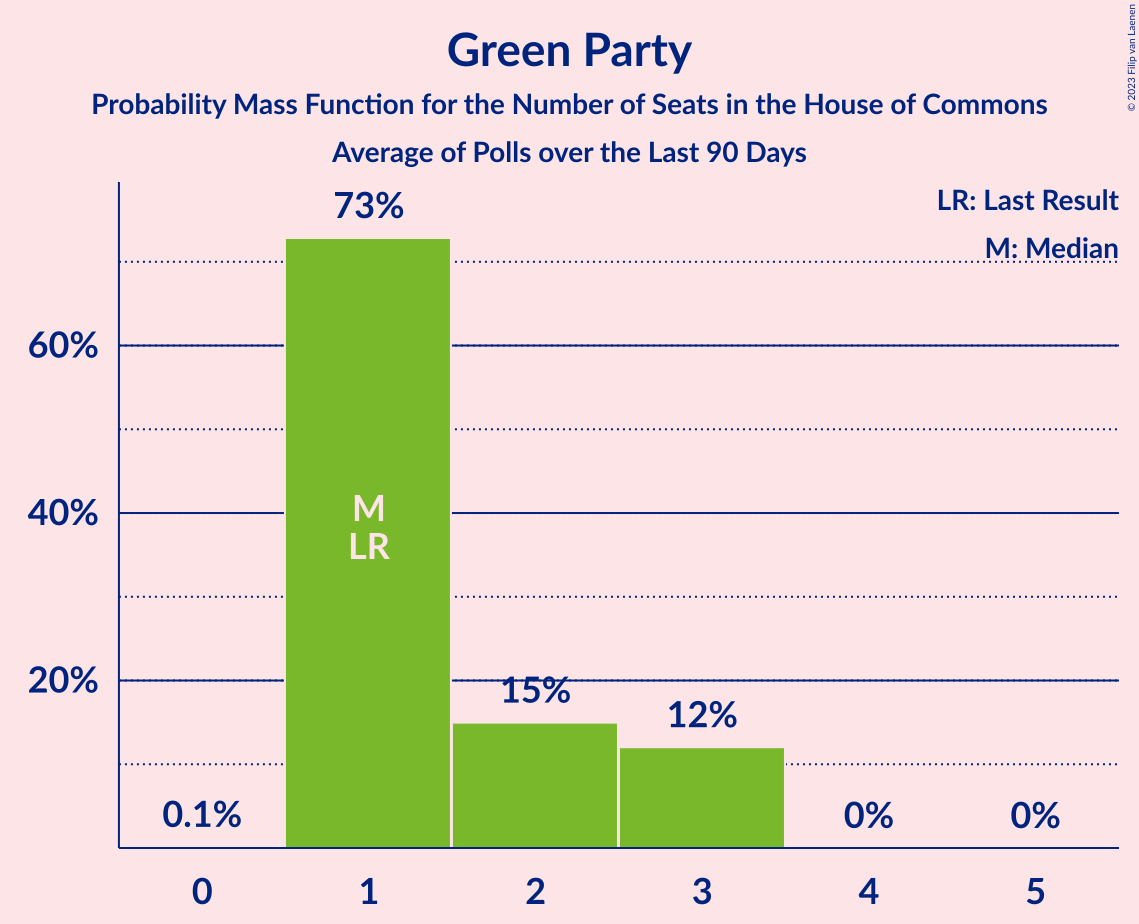 Green Party
Probability Mass Function for the Number of Seats in the House of Commons
Average of Polls over the Last 90 Days
© 2023 Filip van Laenen
LR: Last Result
M: Median
60%
40%
20%
0.1%
73%
M
LR
15%
12%
0%
0%
0 1 2 3 4 5